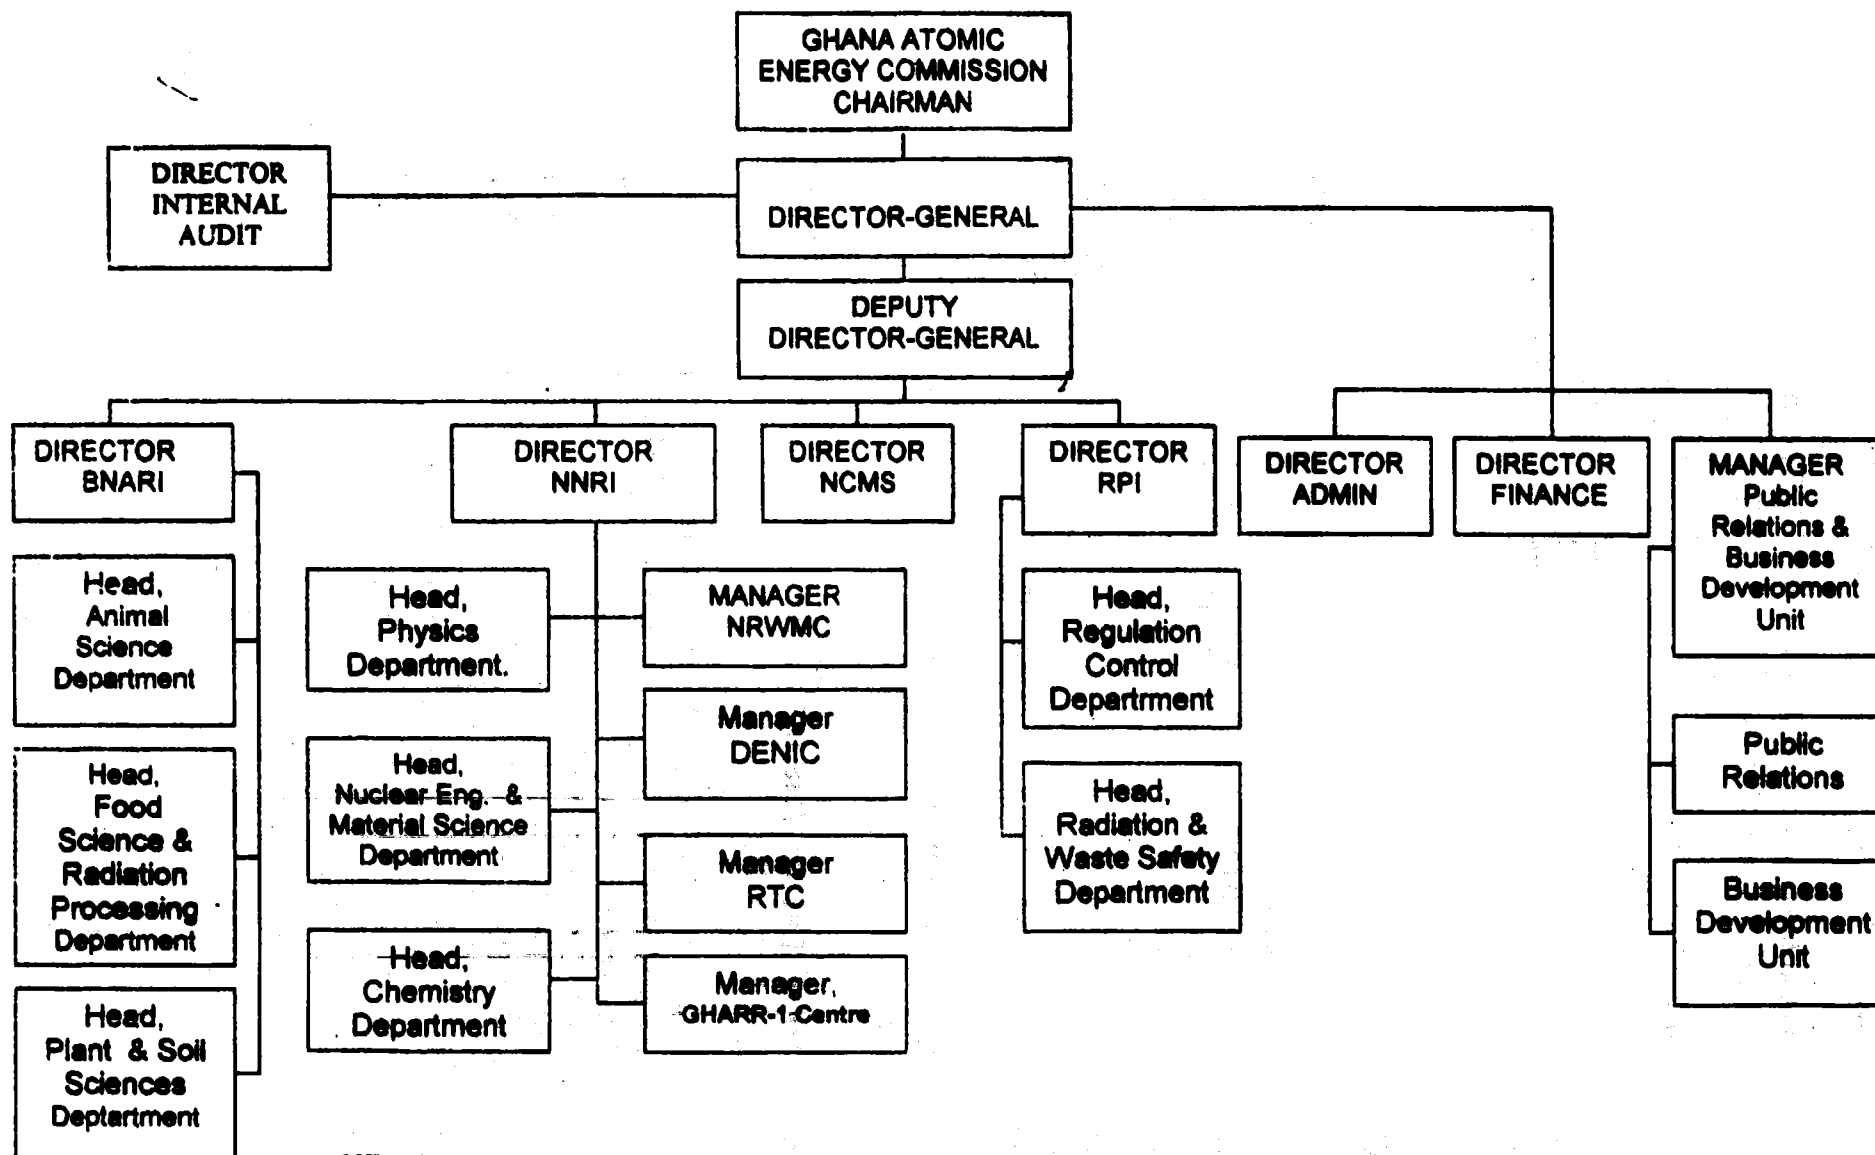 GHANA ATOMIC
ENERGY COMMISSION
CHAIRMAN
DIRECTOR
INTERNAL
AUDIT
DIRECTOR-GENERAL
DEPUTY
DIRECTOR-GENERAL
DIRECTOR
BNARI
DIRECTOR
NNRI
DIRECTOR
NCMS
DIRECTOR
RPI
DIRECTOR
ADMIN
DIRECTOR
FINANCE
MANAGER
Public
Relations &
Business
Development
Unit
Head,
Animal
Science
Department
Head,
Food
Science &
Radiation
Processing
Department
Head,
Plant & Soil
Sciences
Deptartment
Head,
Physics
Department.
Head,
Nuclear Eng. &
Material Science
Department
Head,
Chemistry
Department
MANAGER
NRWMC
Manager
DENIC
Manager
RTC
Manager,
GHARR-1 Centre
Head,
Regulation
Control
Departrment
Head,
Radiation &
Waste Safety
Department
Public
Relations
Business
Development
Unit